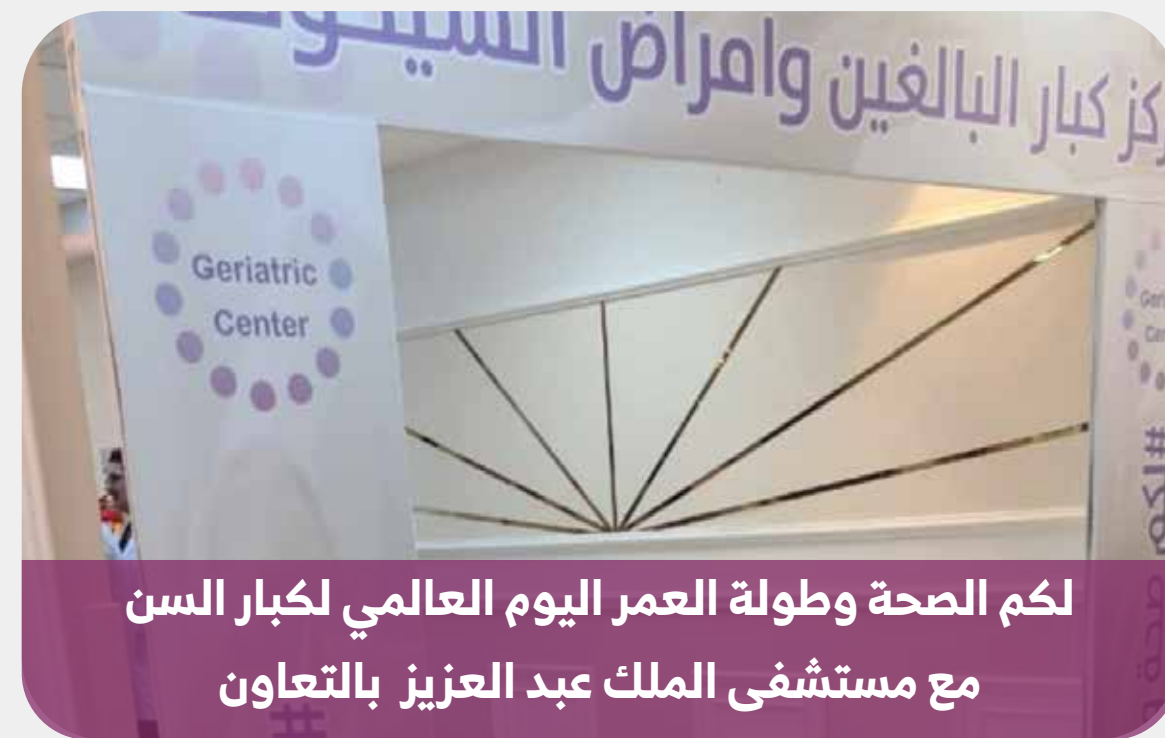 كبار البالغين وامراض
Geriatric
Center
لكم الصحة وطولة العمر اليوم العالمي لكبار السن
مع مستشفى الملك عبد العزيز بالتعاون